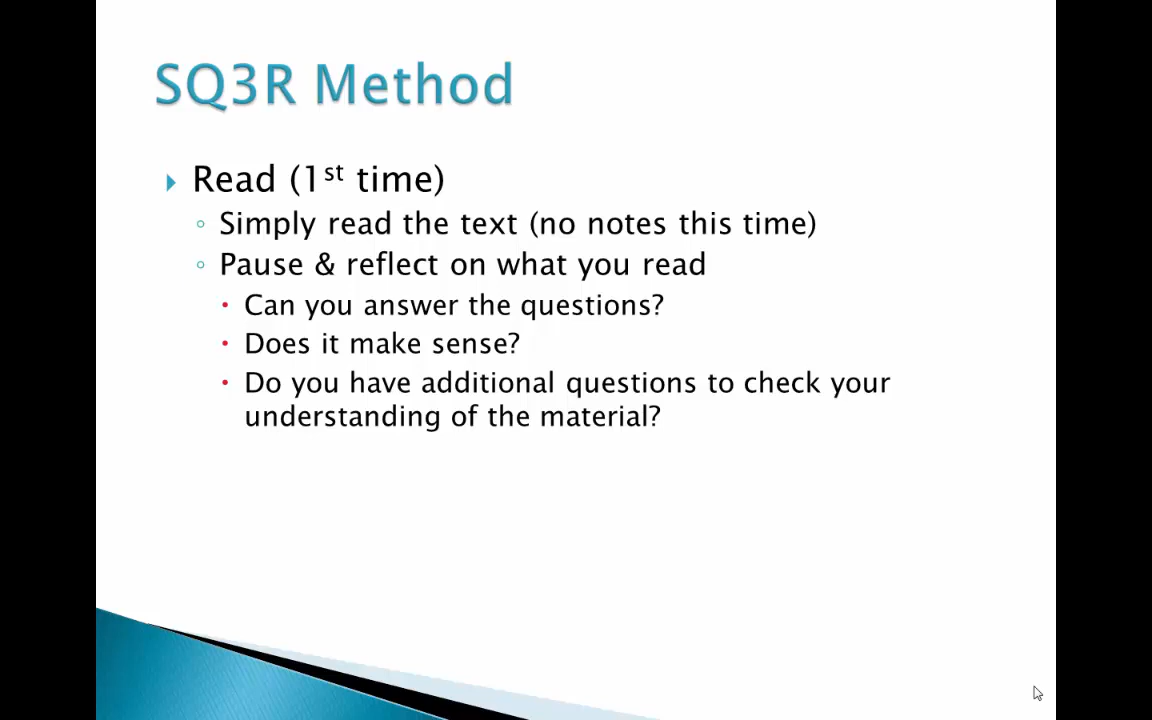 SQ3R Method
Read (1st time)
Simply read the text (no notes this time)
Pause & reflect on what you read
Can you answer the questions?
Does it make sense?
Do you have additional questions to check your
understanding of the material?